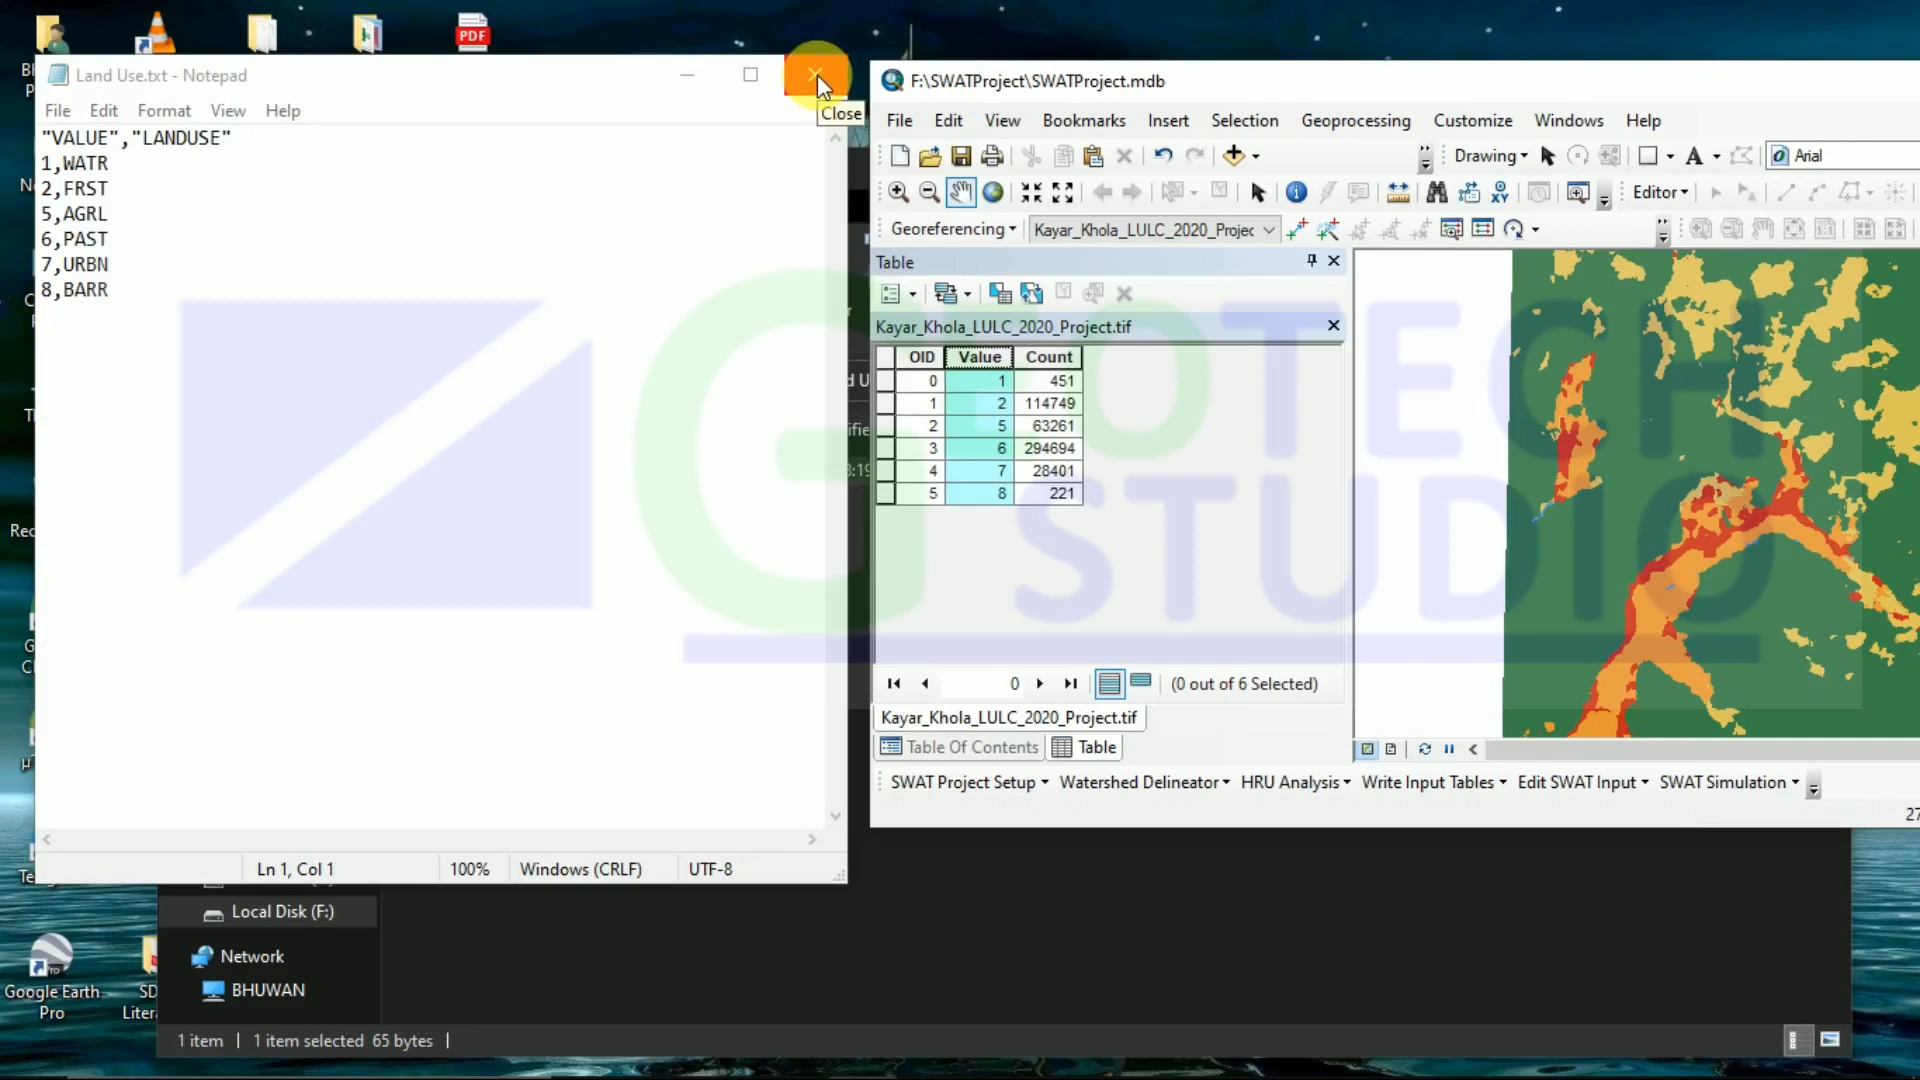 PDF
Land Use.txt - Notepad
Close
File Edit Format View Help
"VALUE","LANDUSE"
1,WATR
2,FRST
5,AGRL
6,PAST
7,URBN
8,BARR
Ln 1, Col 1 100% Windows (CRLF) UTF-8
F:\SWATProject\SWATProject.mdb
File Edit View Bookmarks Insert Selection Geoprocessing Customize Windows Help
Drawing A Arial
Editor
Georeferencing Kayar_Khola_LULC_2020_Projec
Table
Kayar_Khola_LULC_2020_Project.tif
OID Value Count
0 1 451
1 2 114749
2 5 63261
3 6 294694
4 7 28401
5 8 221
0 (0 out of 6 Selected)
Kayar_Khola_LULC_2020_Project.tif
Table Of Contents Table
SWAT Project Setup Watershed Delineator HRU Analysis Write Input Tables Edit SWAT Input SWAT Simulation
27
GEOTECH
STUDIO
Local Disk (F:)
Network
BHUWAN
Google Earth
Pro
SD
Liter
1 item 1 item selected 65 bytes